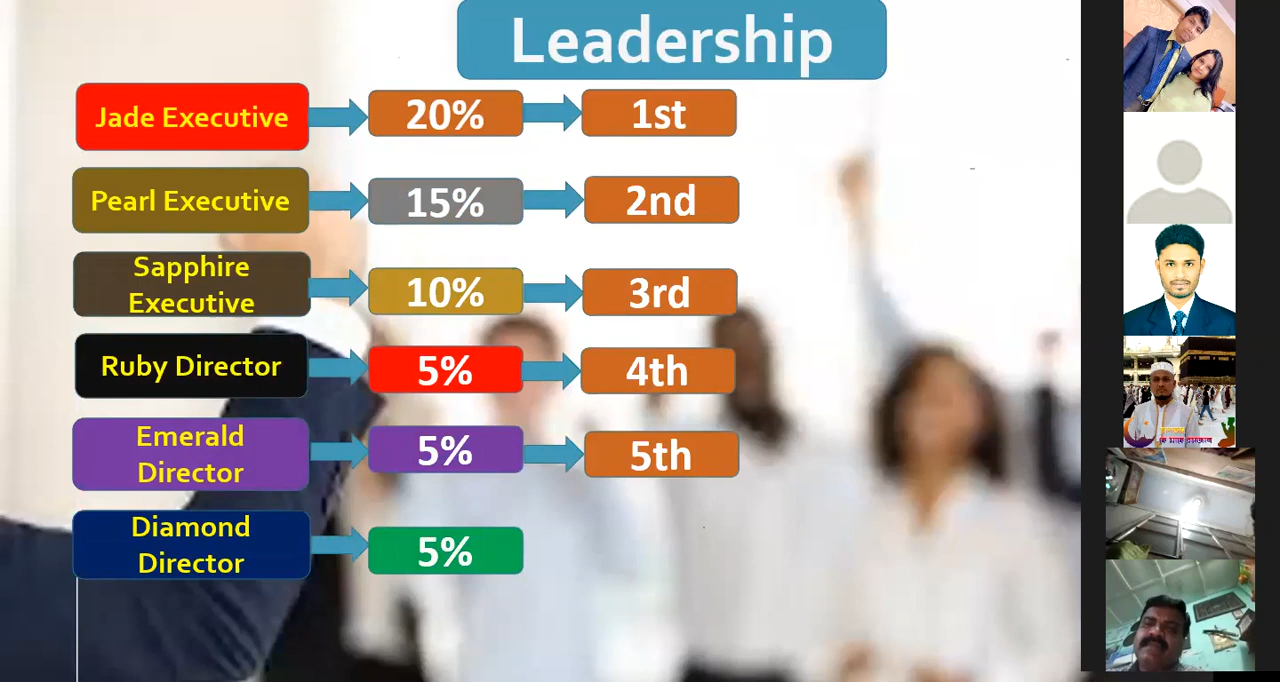 Leadership
Jade Executive
20%
1st
Pearl Executive
15%
2nd
Sapphire
Executive
10%
3rd
Ruby Director
5%
4th
Emerald
Director
5%
5th
Diamond
Director
5%